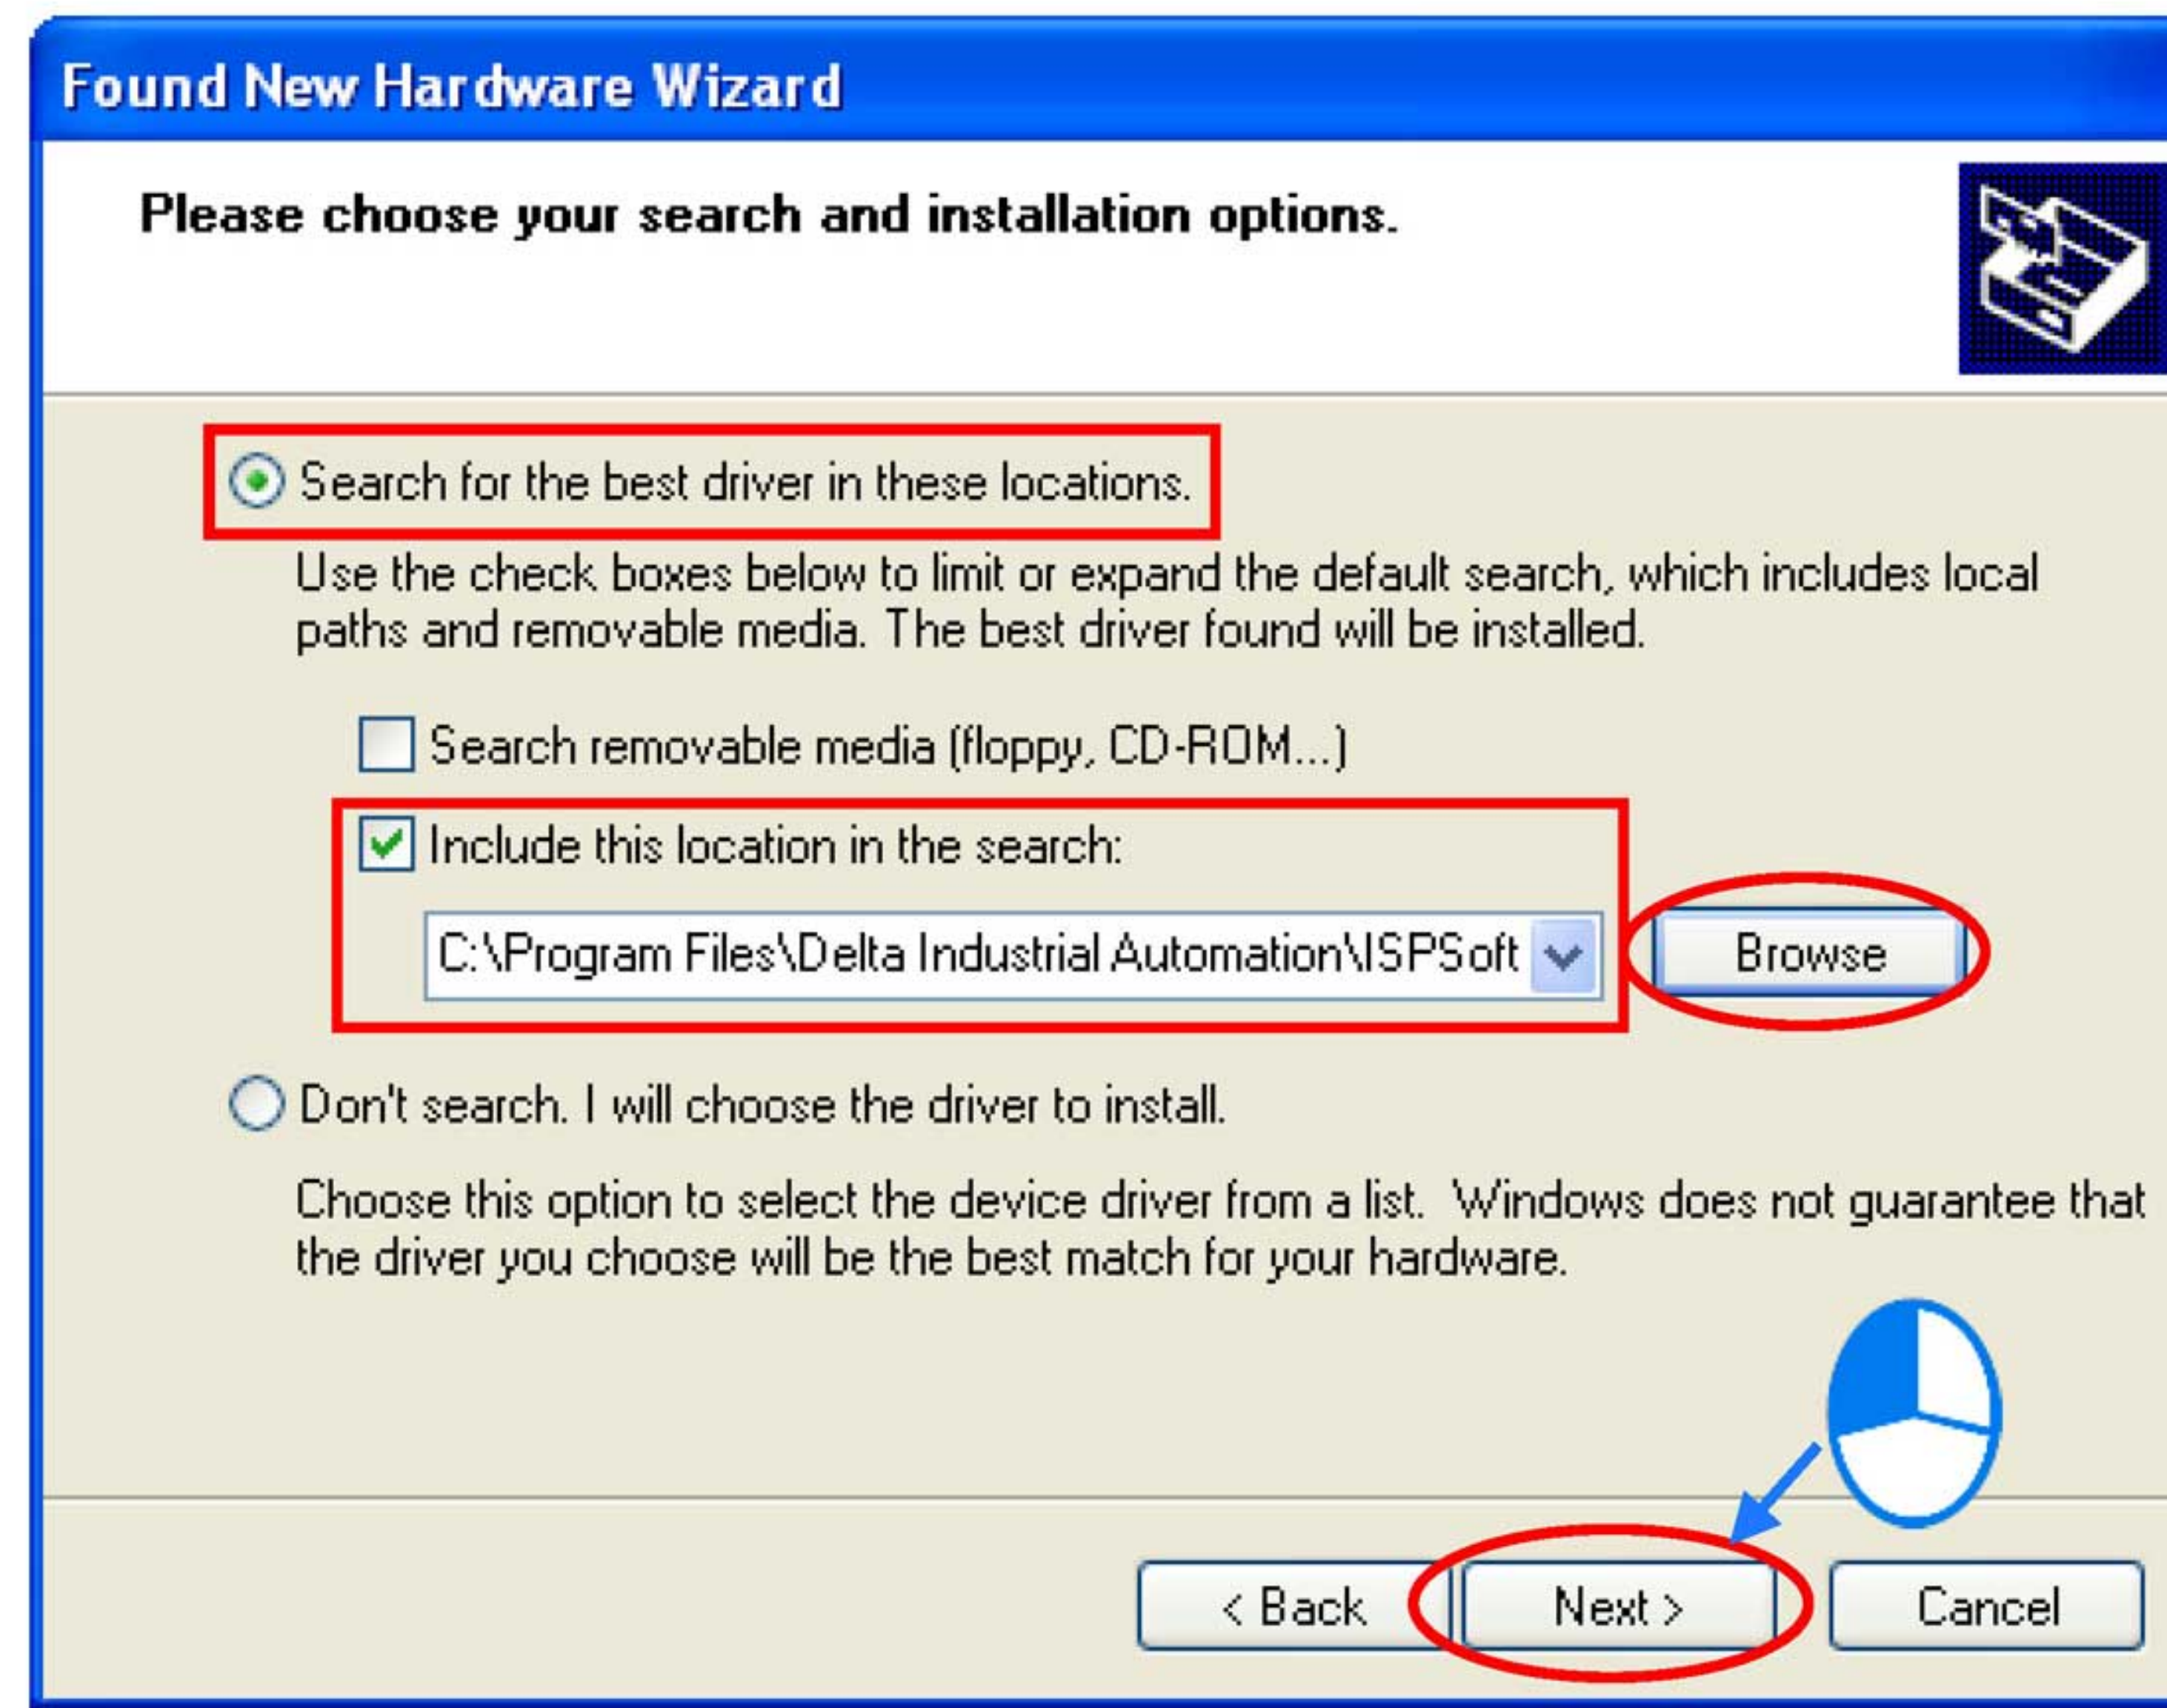 Found New Hardware Wizard
Please choose your search and installation options.
Search for the best driver in these locations.
Use the check boxes below to limit or expand the default search, which includes local
paths and removable media. The best driver found will be installed.
Search removable media (floppy, CD-ROM...)
Include this location in the search:
C:\Program Files\Delta Industrial Automation\ISPSoft
Browse
Don't search. I will choose the driver to install.
Choose this option to select the device driver from a list.  Windows does not guarantee that
the driver you choose will be the best match for your hardware.
< Back
Next >
Cancel